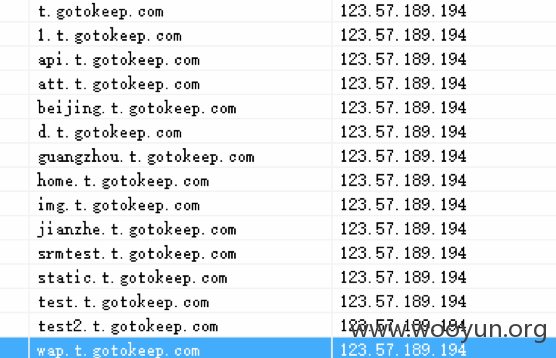 t.gotokeep.com 123.57.189.194
1.t.gotokeep.com 123.57.189.194
api.t.gotokeep.com 123.57.189.194
att.t.gotokeep.com 123.57.189.194
beijing.t.gotokeep.com 123.57.189.194
d.t.gotokeep.com 123.57.189.194
guangzhou.t.gotokeep.com 123.57.189.194
home.t.gotokeep.com 123.57.189.194
img.t.gotokeep.com 123.57.189.194
jianzhe.t.gotokeep.com 123.57.189.194
srmtest.t.gotokeep.com 123.57.189.194
static.t.gotokeep.com 123.57.189.194
test.t.gotokeep.com 123.57.189.194
test2.t.gotokeep.com 123.57.189.194
www.wooyun.org
wap.t.gotokeep.com 123.57.189.194